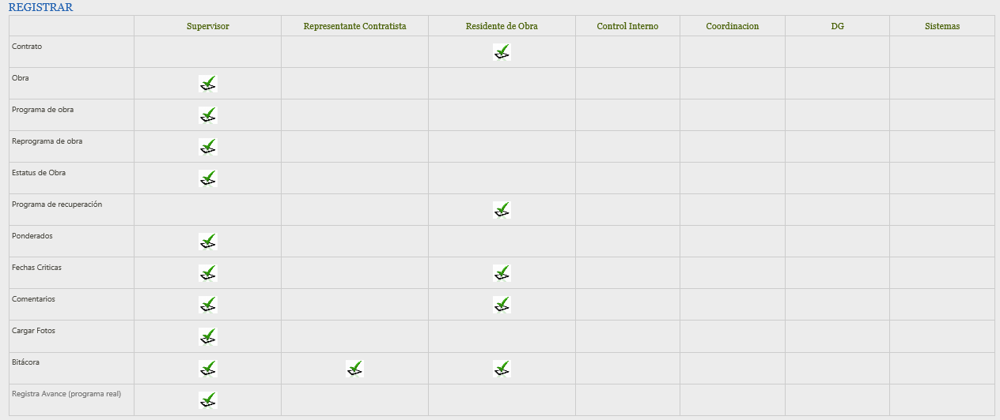 REGISTRAR
Supervisor Representante Contratista Residente de Obra Control Interno Coordinacion DG Sistemas
Contrato
Obra
Programa de obra
Reprograma de obra
Estatus de Obra
Programa de recuperación
Ponderados
Fechas Criticas
Comentarios
Cargar Fotos
Bitácora
Registra Avance (programa real)